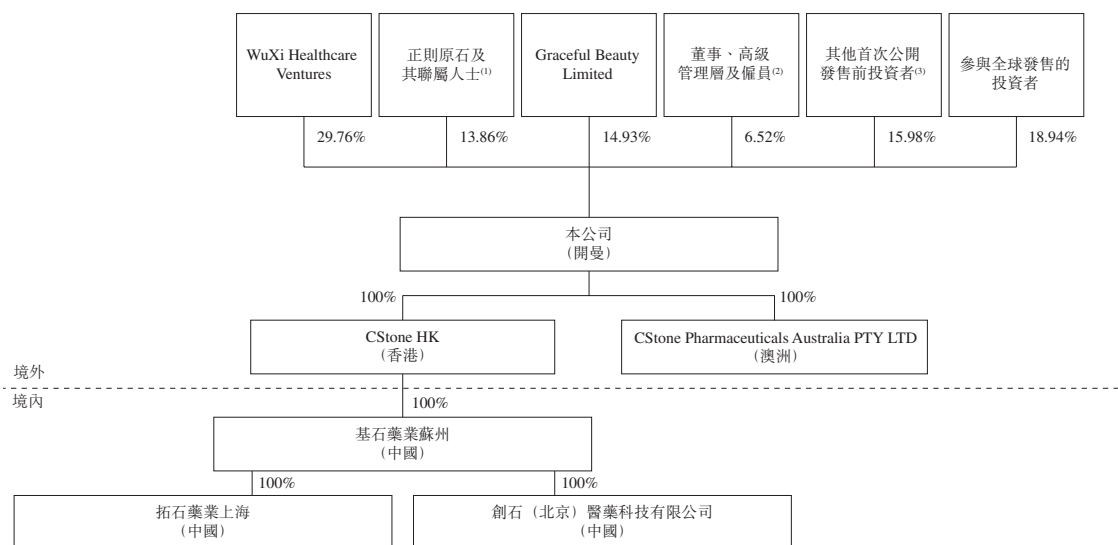 WuXi Healthcare
Ventures
正則原石及
其聯屬人士(1)
Graceful Beauty
Limited
董事、高級
管理層及僱員(2)
其他首次公開
發售前投資者(3)
參與全球發售的
投資者
29.76%
13.86%
14.93%
6.52%
15.98%
18.94%
本公司
（開曼）
100%
100%
CStone HK
（香港）
CStone Pharmaceuticals Australia PTY LTD
（澳洲）
境外
境內
100%
基石藥業蘇州
（中國）
100%
100%
拓石藥業上海
（中國）
創石（北京）醫藥科技有限公司
（中國）